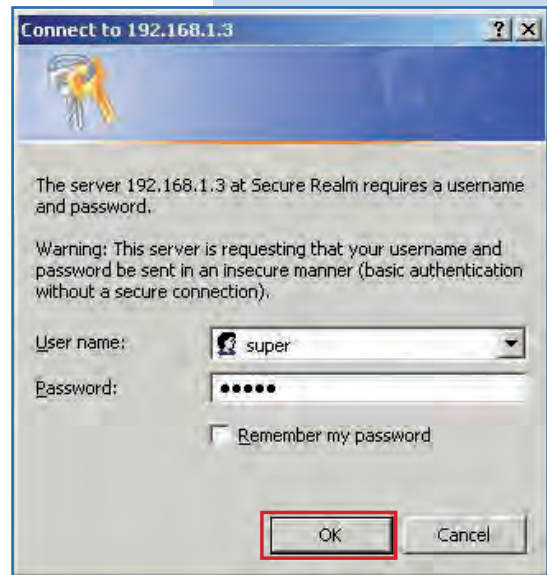 Connect to 192.168.1.3
The server 192.168.1.3 at Secure Realm requires a username
and password.
Warning: This server is requesting that your username and
password be sent in an insecure manner (basic authentication
without a secure connection).
User name:
super
Password:
•••••
Remember my password
OK
Cancel